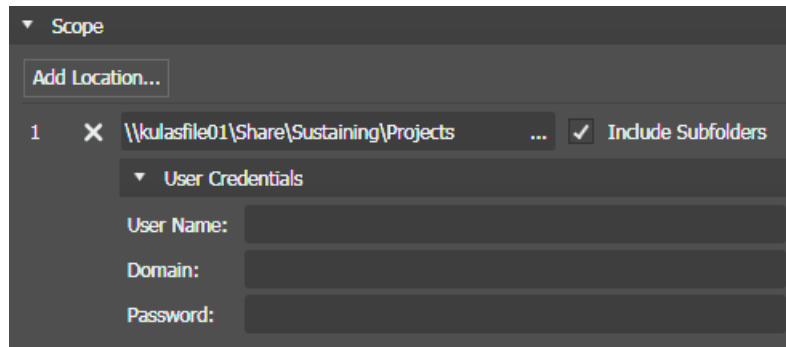 Scope
Add Location...
1 \\kulasfile01\Share\Sustaining\Projects ... Include Subfolders
User Credentials
User Name:
Domain:
Password: